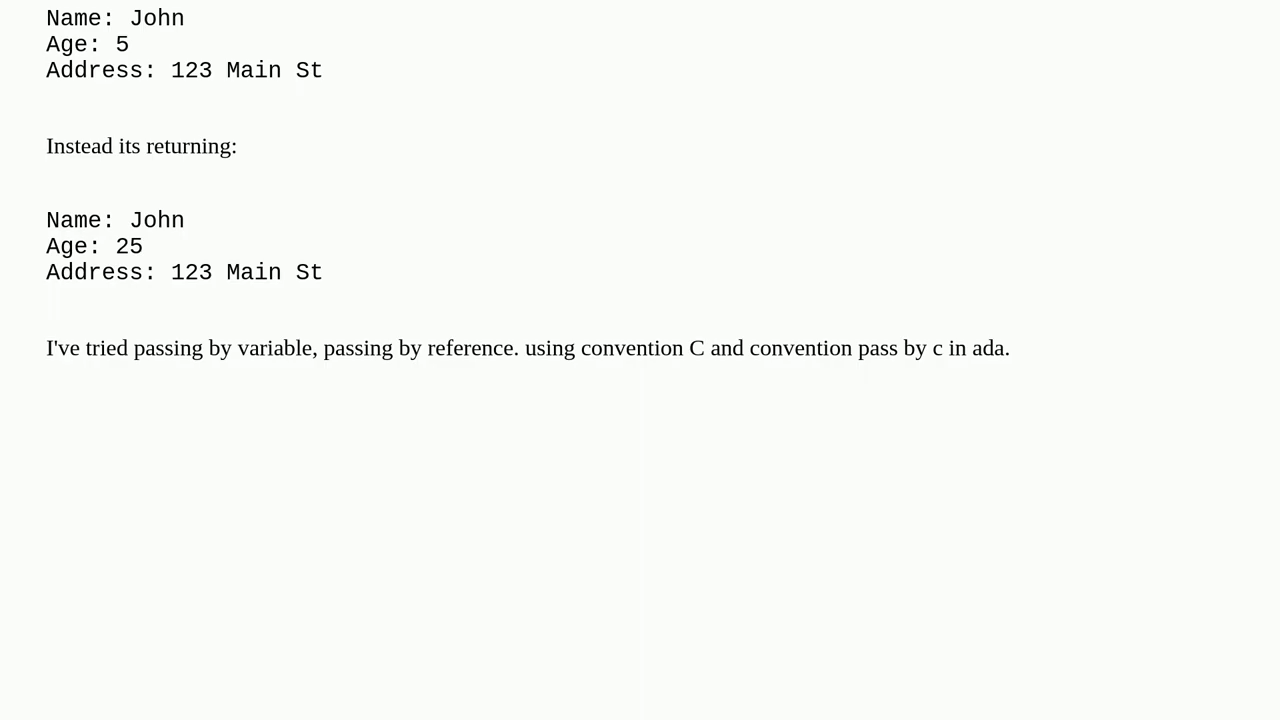 Name: John
Age: 5
Address: 123 Main St
Instead its returning:
Name: John
Age: 25
Address: 123 Main St
I've tried passing by variable, passing by reference. using convention C and convention pass by c in ada.